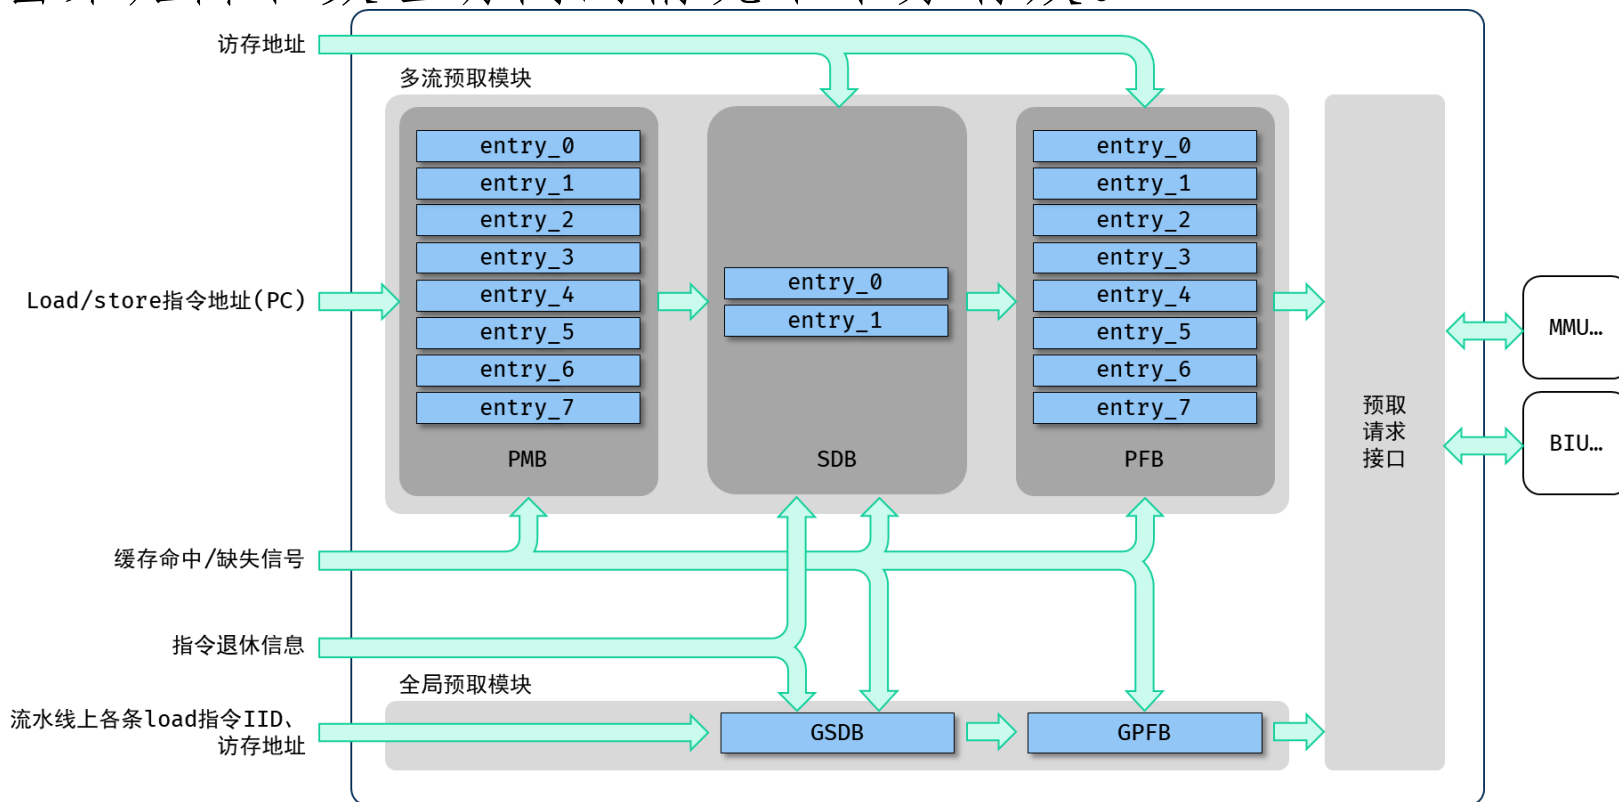 访存地址
多流预取模块
entry_0
entry_1
entry_2
entry_3
entry_4
entry_5
entry_6
entry_7
PMB
entry_0
entry_1
SDB
entry_0
entry_1
entry_2
entry_3
entry_4
entry_5
entry_6
entry_7
PFB
Load/store指令地址(PC)
预取
请求
接口
MMU…
BIU…
缓存命中/缺失信号
指令退休信息
全局预取模块
流水线上各条load指令IID、
访存地址
GSDB
GPFB